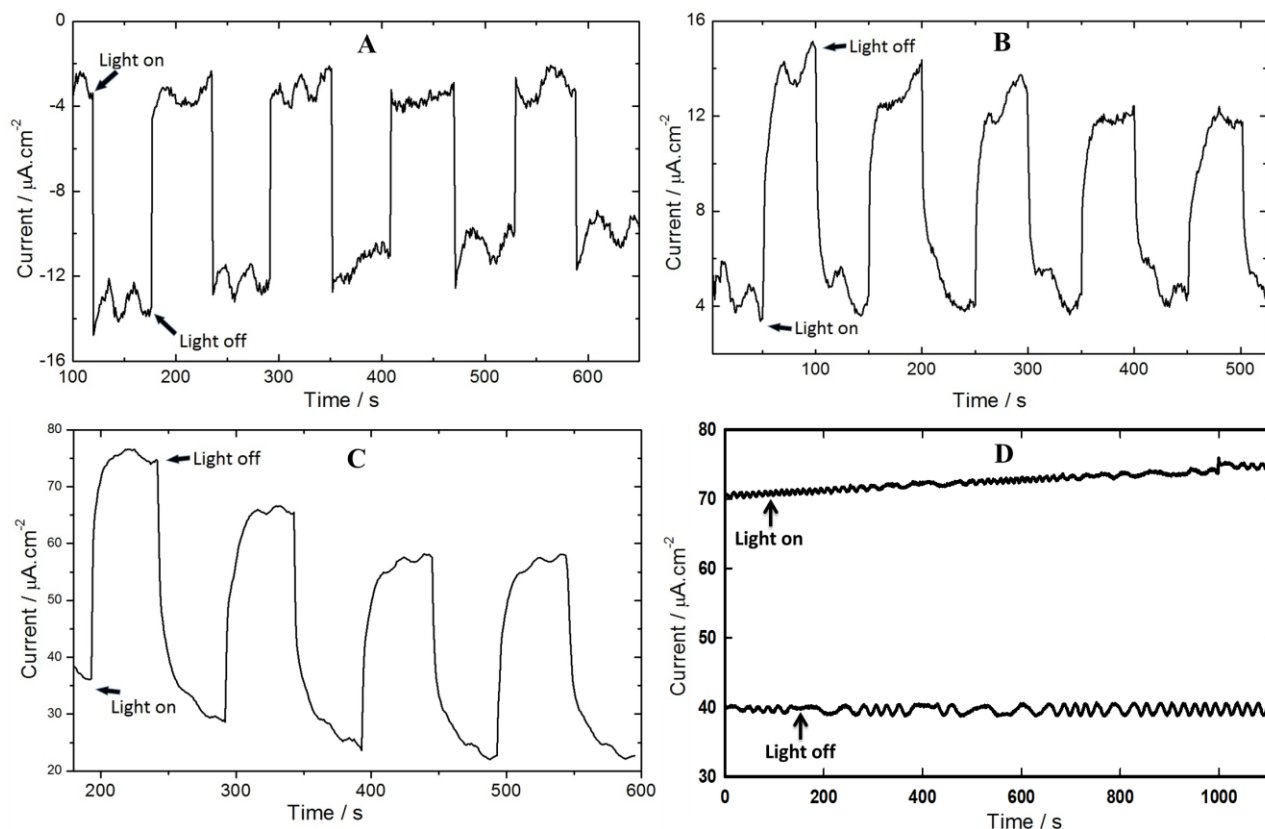 A
Light on
Light off
Current / μA.cm⁻²
0
-4
-8
-12
-16
100 200 300 400 500 600
Time / s
B
Light off
Light on
Current / μA.cm⁻²
16
12
8
4
100 200 300 400 500
Time / s
C
Light off
Light on
Current / μA.cm⁻²
80
70
60
50
40
30
20
200 300 400 500 600
Time / s
D
Light on
Light off
Current / μA.cm⁻²
80
70
60
50
40
30
0 200 400 600 800 1000
Time / s